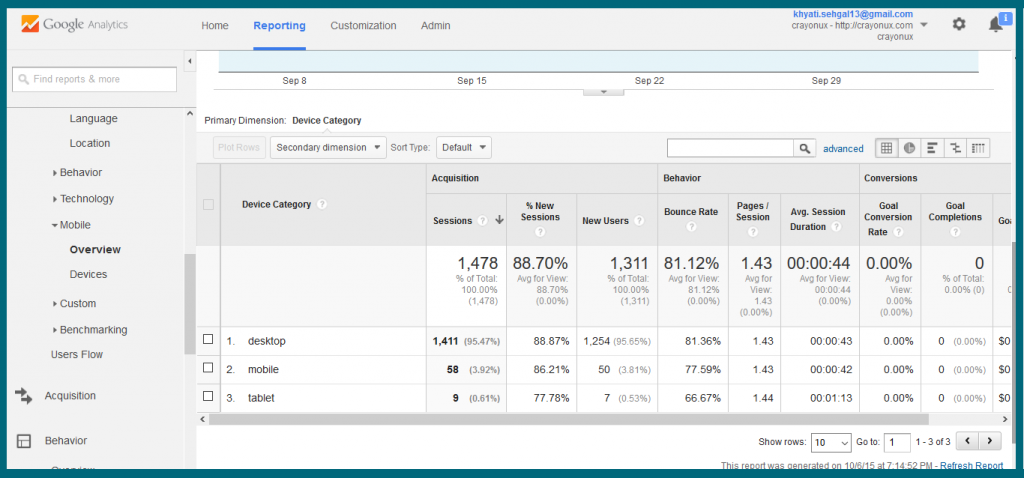 Google Analytics
Home Reporting Customization Admin
khyati.sehgal13@gmail.com
crayonux - http://crayonux.com
crayonux
Find reports & more
Language
Location
Behavior
Technology
Mobile
Overview
Devices
Custom
Benchmarking
Users Flow
Acquisition
Behavior
Overview
Sep 8 Sep 15 Sep 22 Sep 29
Primary Dimension: Device Category
Plot Rows Secondary dimension Sort Type: Default advanced
Device Category ?
Acquisition Behavior Conversions
Sessions ? % New Sessions ? New Users ? Bounce Rate ? Pages / Session ? Avg. Session Duration ? Goal Conversion Rate ? Goal Completions ? Goa
1,478 88.70% 1,311 81.12% 1.43 00:00:44 0.00% 0
% of Total: 100.00% (1,478) Avg for View: 88.70% (0.00%) % of Total: 100.00% (1,311) Avg for View: 81.12% (0.00%) Avg for View: 1.43 (0.00%) Avg for View: 00:00:44 (0.00%) Avg for View: 0.00% (0.00%) % of Total: 0.00% (0)
1. desktop 1,411 (95.47%) 88.87% 1,254 (95.65%) 81.36% 1.43 00:00:43 0.00% 0 (0.00%) $0
2. mobile 58 (3.92%) 86.21% 50 (3.81%) 77.59% 1.43 00:00:42 0.00% 0 (0.00%) $0
3. tablet 9 (0.61%) 77.78% 7 (0.53%) 66.67% 1.44 00:01:13 0.00% 0 (0.00%) $0
Show rows: 10 Go to: 1 1 - 3 of 3
This report was generated on 10/6/15 at 7:14:52 PM - Refresh Report